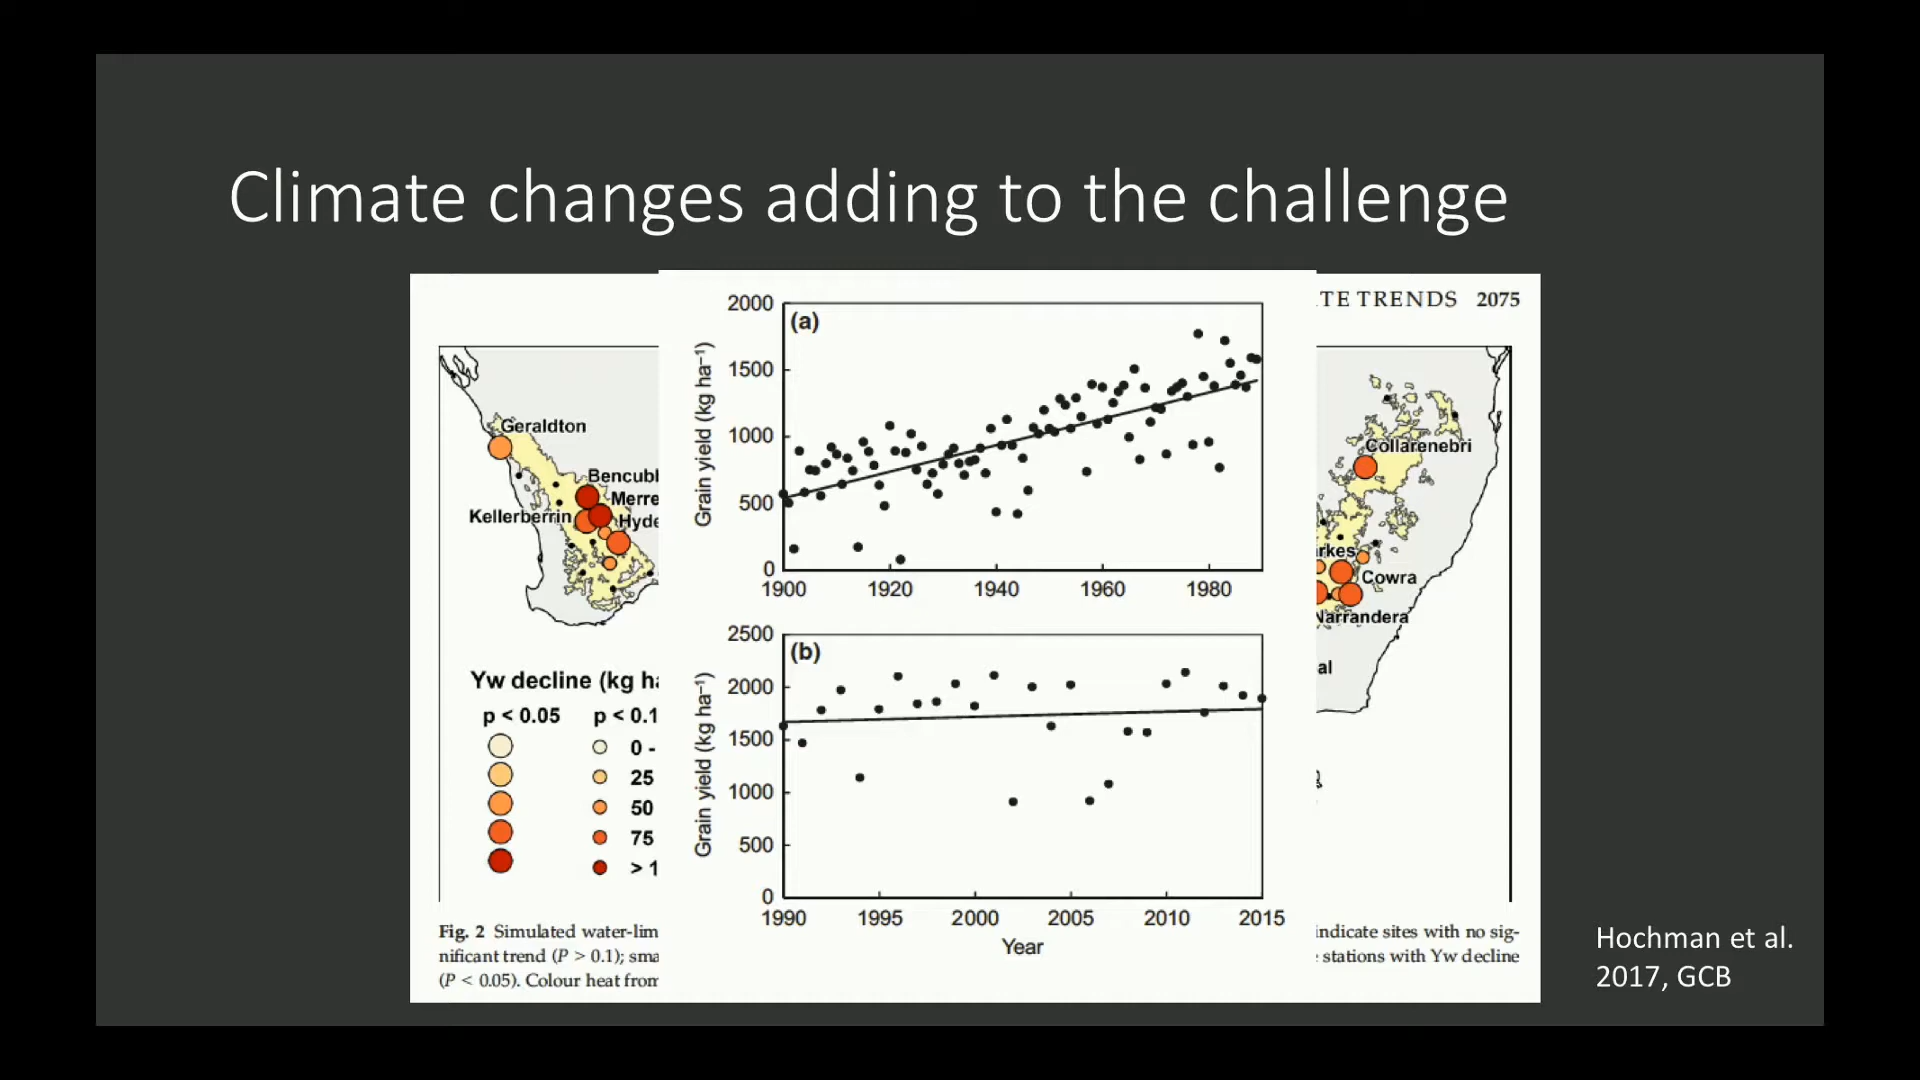 Climate changes adding to the challenge
TE TRENDS 2075
2000
(a)
1500
1000
500
0
Grain yield (kg ha⁻¹)
1900 1920 1940 1960 1980
2500
(b)
2000
1500
1000
500
0
Grain yield (kg ha⁻¹)
1990 1995 2000 2005 2010 2015
Year
Geraldton
Bencubl
Merre
Kellerberrin
Hyde
Collarenebri
rkes
Cowra
Narrandera
al
Yw decline (kg ha
p < 0.05 p < 0.1
0 -
25
50
75
> 1
Fig. 2 Simulated water-lim
nificant trend (P > 0.1); sma
(P < 0.05). Colour heat from
indicate sites with no sig-
stations with Yw decline
Hochman et al.
2017, GCB